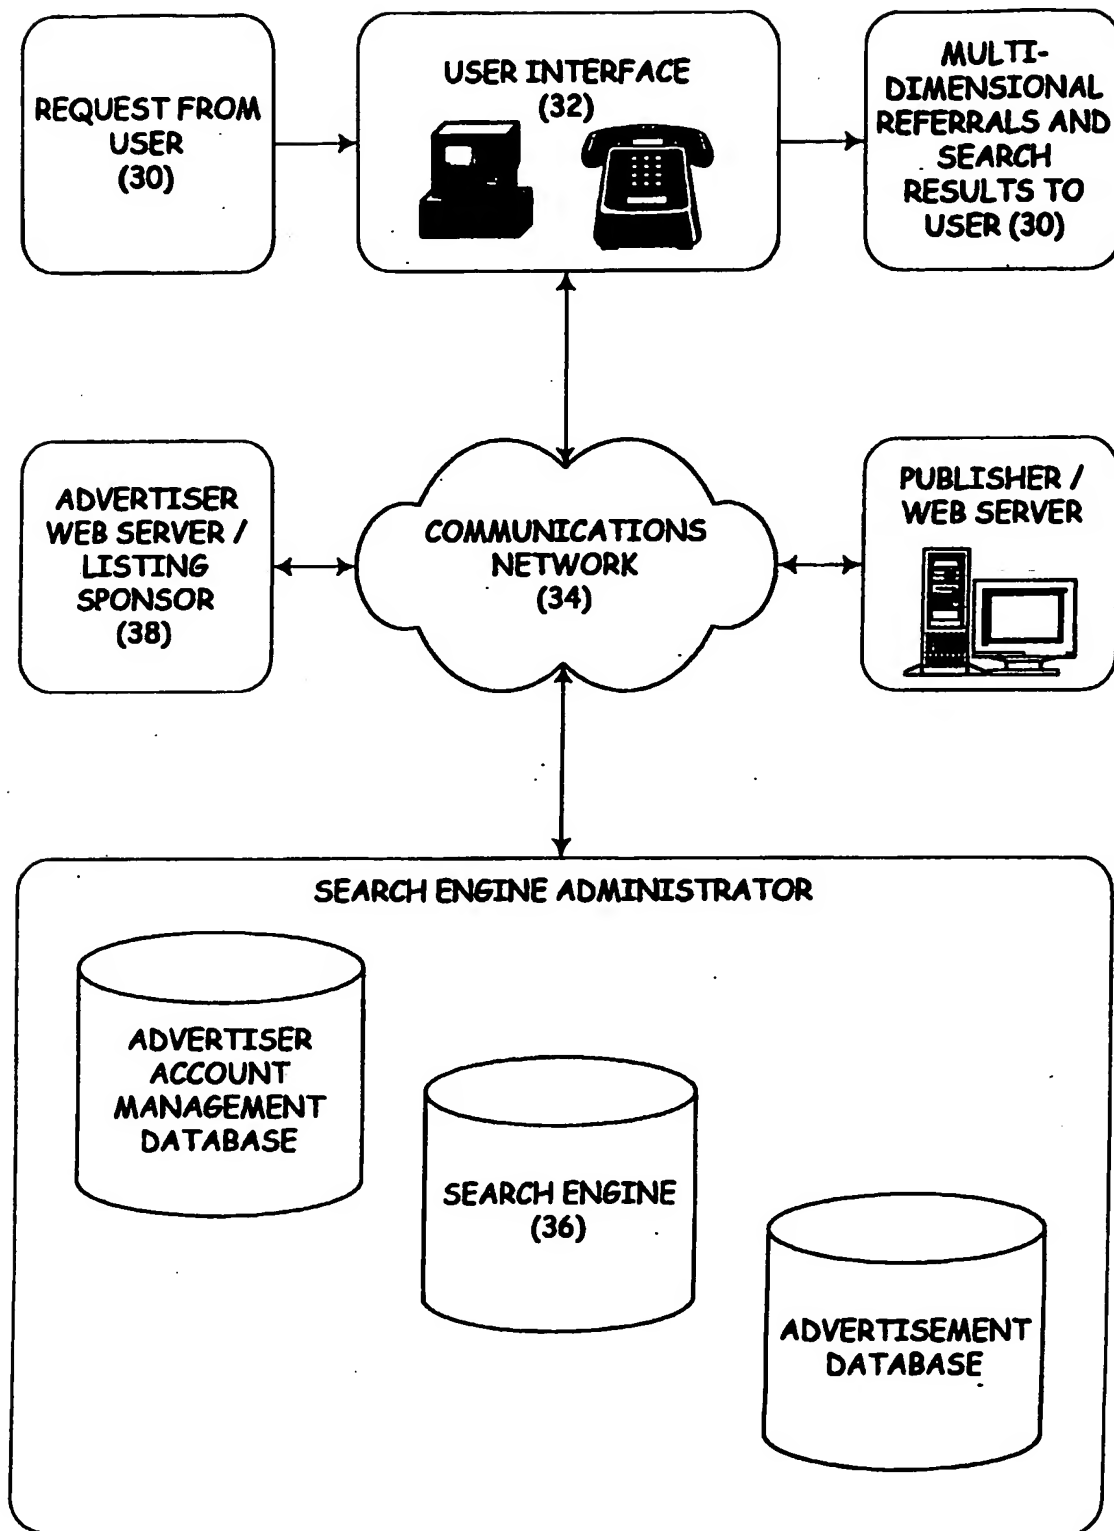 REQUEST FROM
USER
(30)
USER INTERFACE
(32)
MULTI-
DIMENSIONAL
REFERRALS AND
SEARCH
RESULTS TO
USER (30)
ADVERTISER
WEB SERVER /
LISTING
SPONSOR
(38)
COMMUNICATIONS
NETWORK
(34)
PUBLISHER /
WEB SERVER
SEARCH ENGINE ADMINISTRATOR
ADVERTISER
ACCOUNT
MANAGEMENT
DATABASE
SEARCH ENGINE
(36)
ADVERTISEMENT
DATABASE